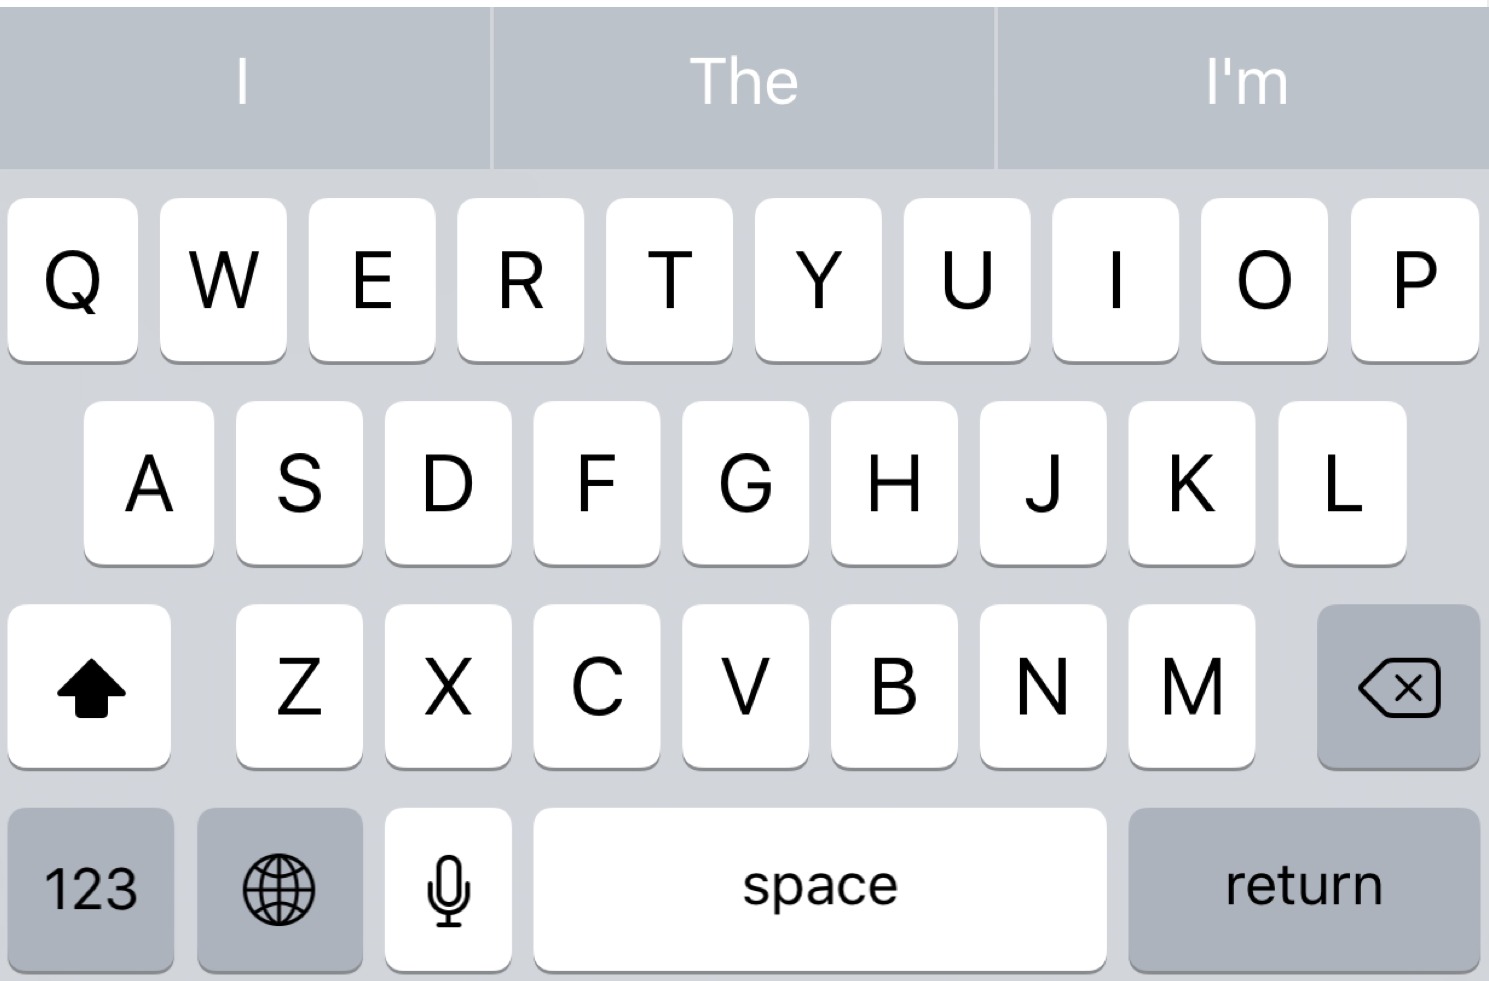 I The I'm
Q W E R T Y U I O P
A S D F G H J K L
Z X C V B N M
123 space return